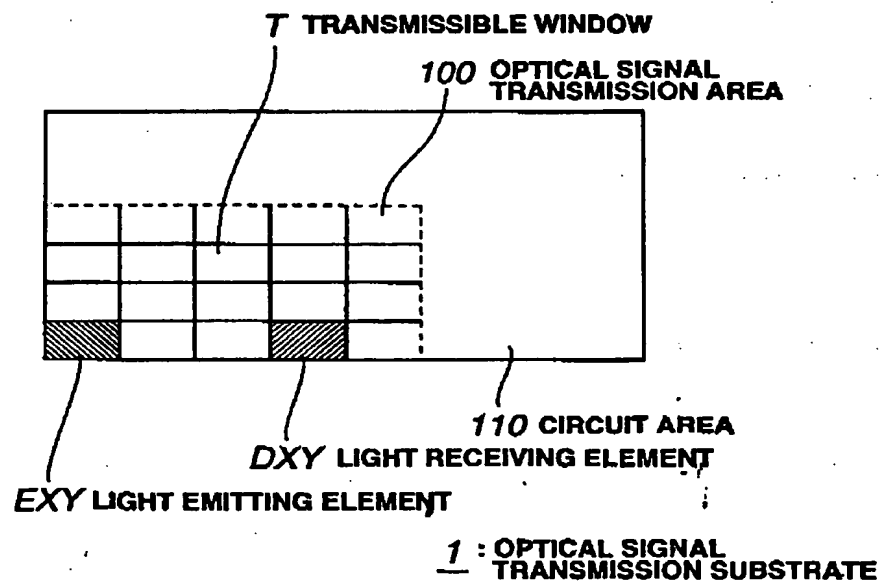 T TRANSMISSIBLE WINDOW
100 OPTICAL SIGNAL
TRANSMISSION AREA
110 CIRCUIT AREA
DXY LIGHT RECEIVING ELEMENT
EXY LIGHT EMITTING ELEMENT
1 : OPTICAL SIGNAL
TRANSMISSION SUBSTRATE